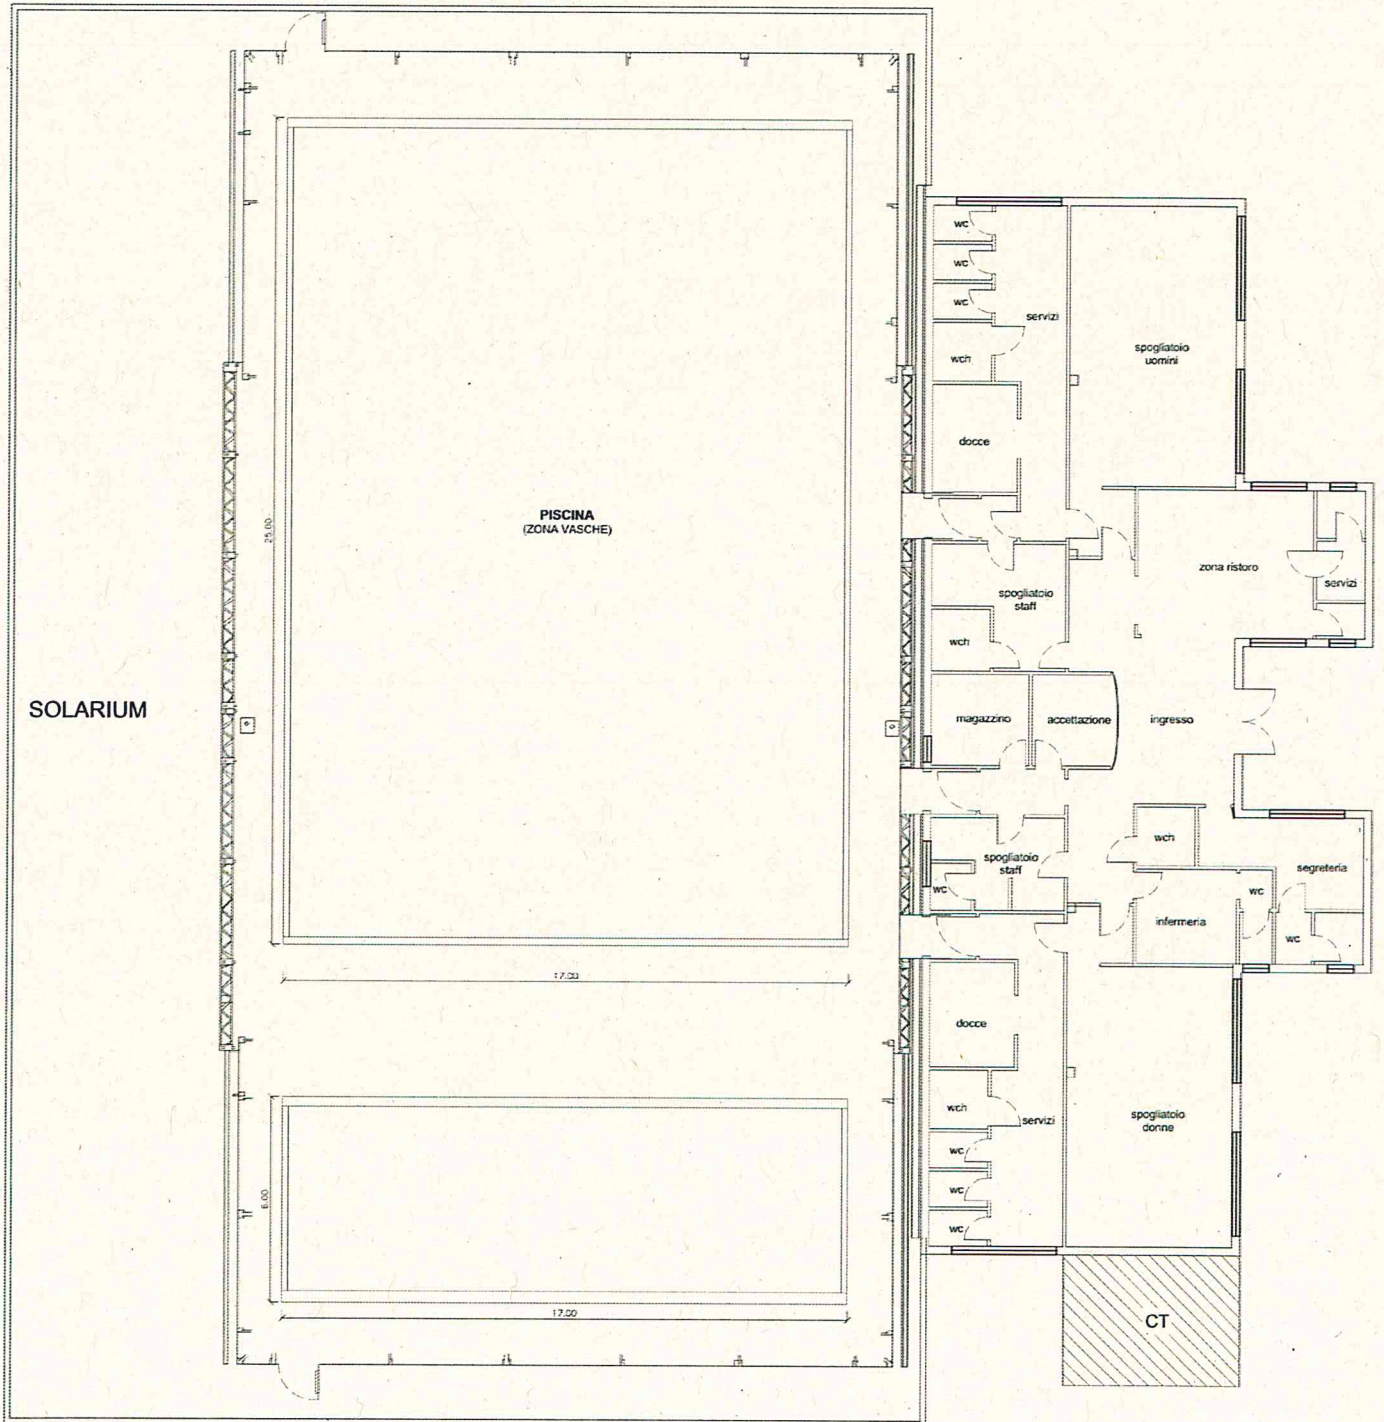 wc
wc
wc
servizi
wch
spogliatoio
uomini
docce
25.00
PISCINA
(ZONA VASCHE)
zona ristoro
servizi
spogliatoio
staff
wch
SOLARIUM
magazzino
accettazione
ingresso
wch
spogliatoio
staff
segreteria
wc
wc
infermeria
wc
17.00
docce
wch
servizi
spogliatoio
donne
wc
wc
wc
6.00
17.00
CT